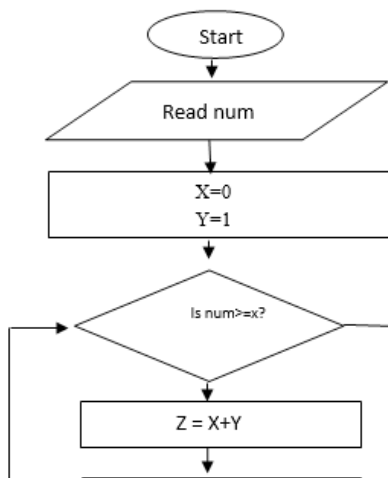 Start
Read num
X=0
Y=1
Is num>=x?
Z = X+Y